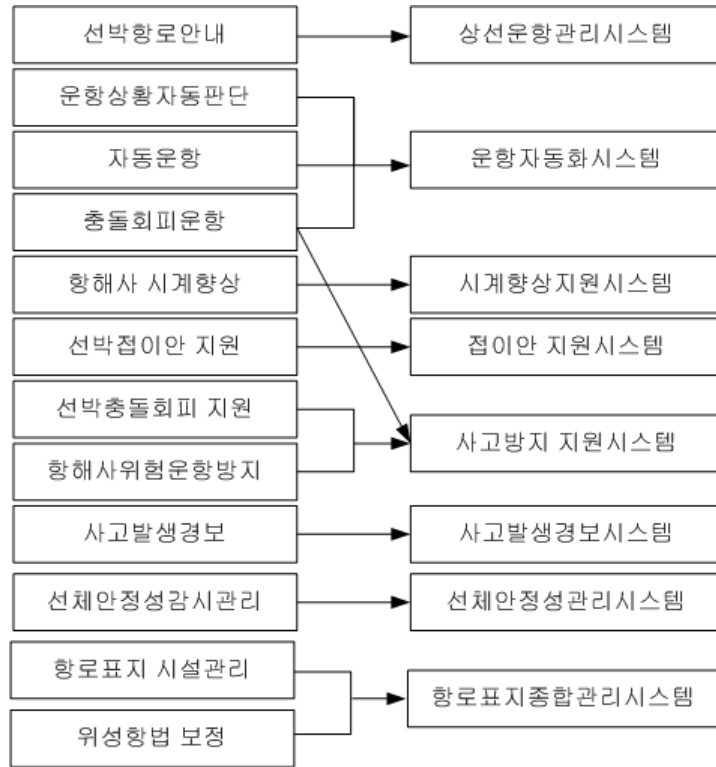 선박항로안내
상선운항관리시스템
운항상황자동판단
자동운항
운항자동화시스템
충돌회피운항
항해사 시계향상
시계향상지원시스템
선박접이안 지원
접이안 지원시스템
선박충돌회피 지원
사고방지 지원시스템
항해사위험운항방지
사고발생경보
사고발생경보시스템
선체안정성감시관리
선체안정성관리시스템
항로표지 시설관리
항로표지종합관리시스템
위성항법 보정